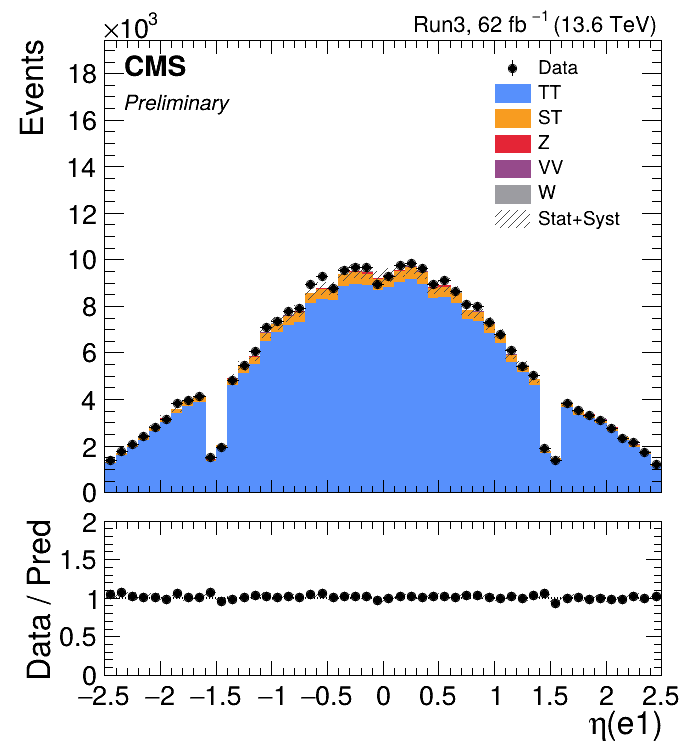 ×10³
Run3, 62 fb⁻¹ (13.6 TeV)
CMS
Preliminary
Events
Data
TT
ST
Z
VV
W
Stat+Syst
18
16
14
12
10
8
6
4
2
0
Data / Pred
2
1.5
1
0.5
0
−2.5 −2 −1.5 −1 −0.5 0 0.5 1 1.5 2 2.5
η(e1)